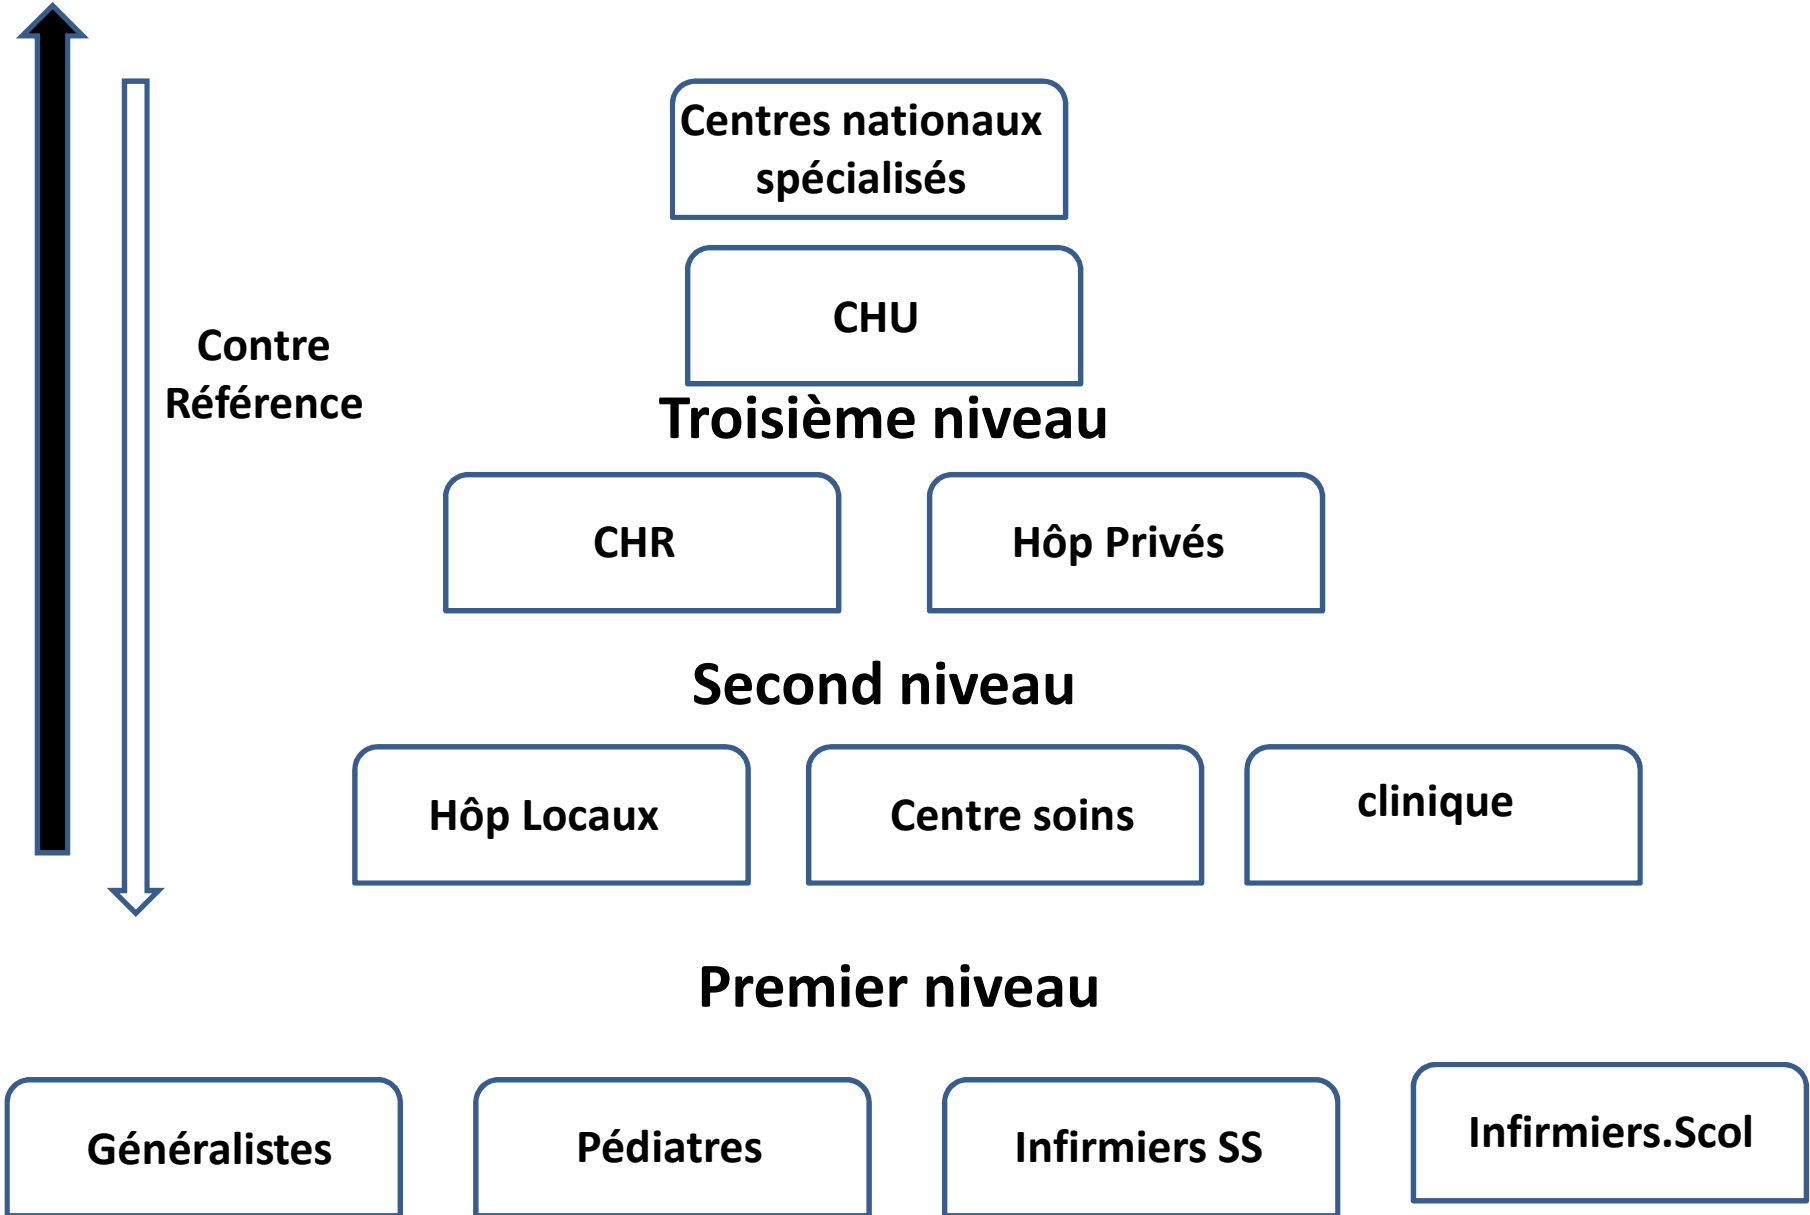 Centres nationaux
spécialisés
CHU
Contre
Référence
Troisième niveau
CHR
Hôp Privés
Second niveau
Hôp Locaux
Centre soins
clinique
Premier niveau
Généralistes
Pédiatres
Infirmiers SS
Infirmiers.Scol